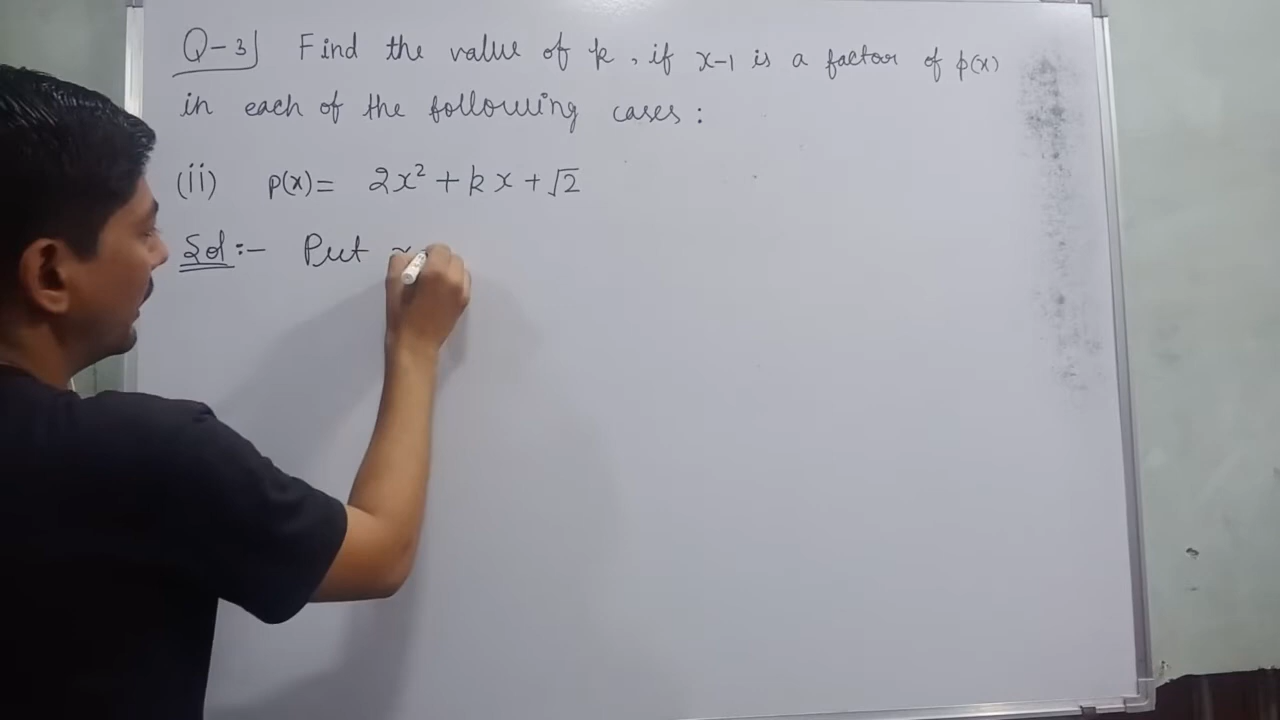 Q-3] Find the value of k, if x-1 is a factor of p(x)
in each of the following cases:
(ii) p(x)= 2x² + kx + √2
Sol:- Put x